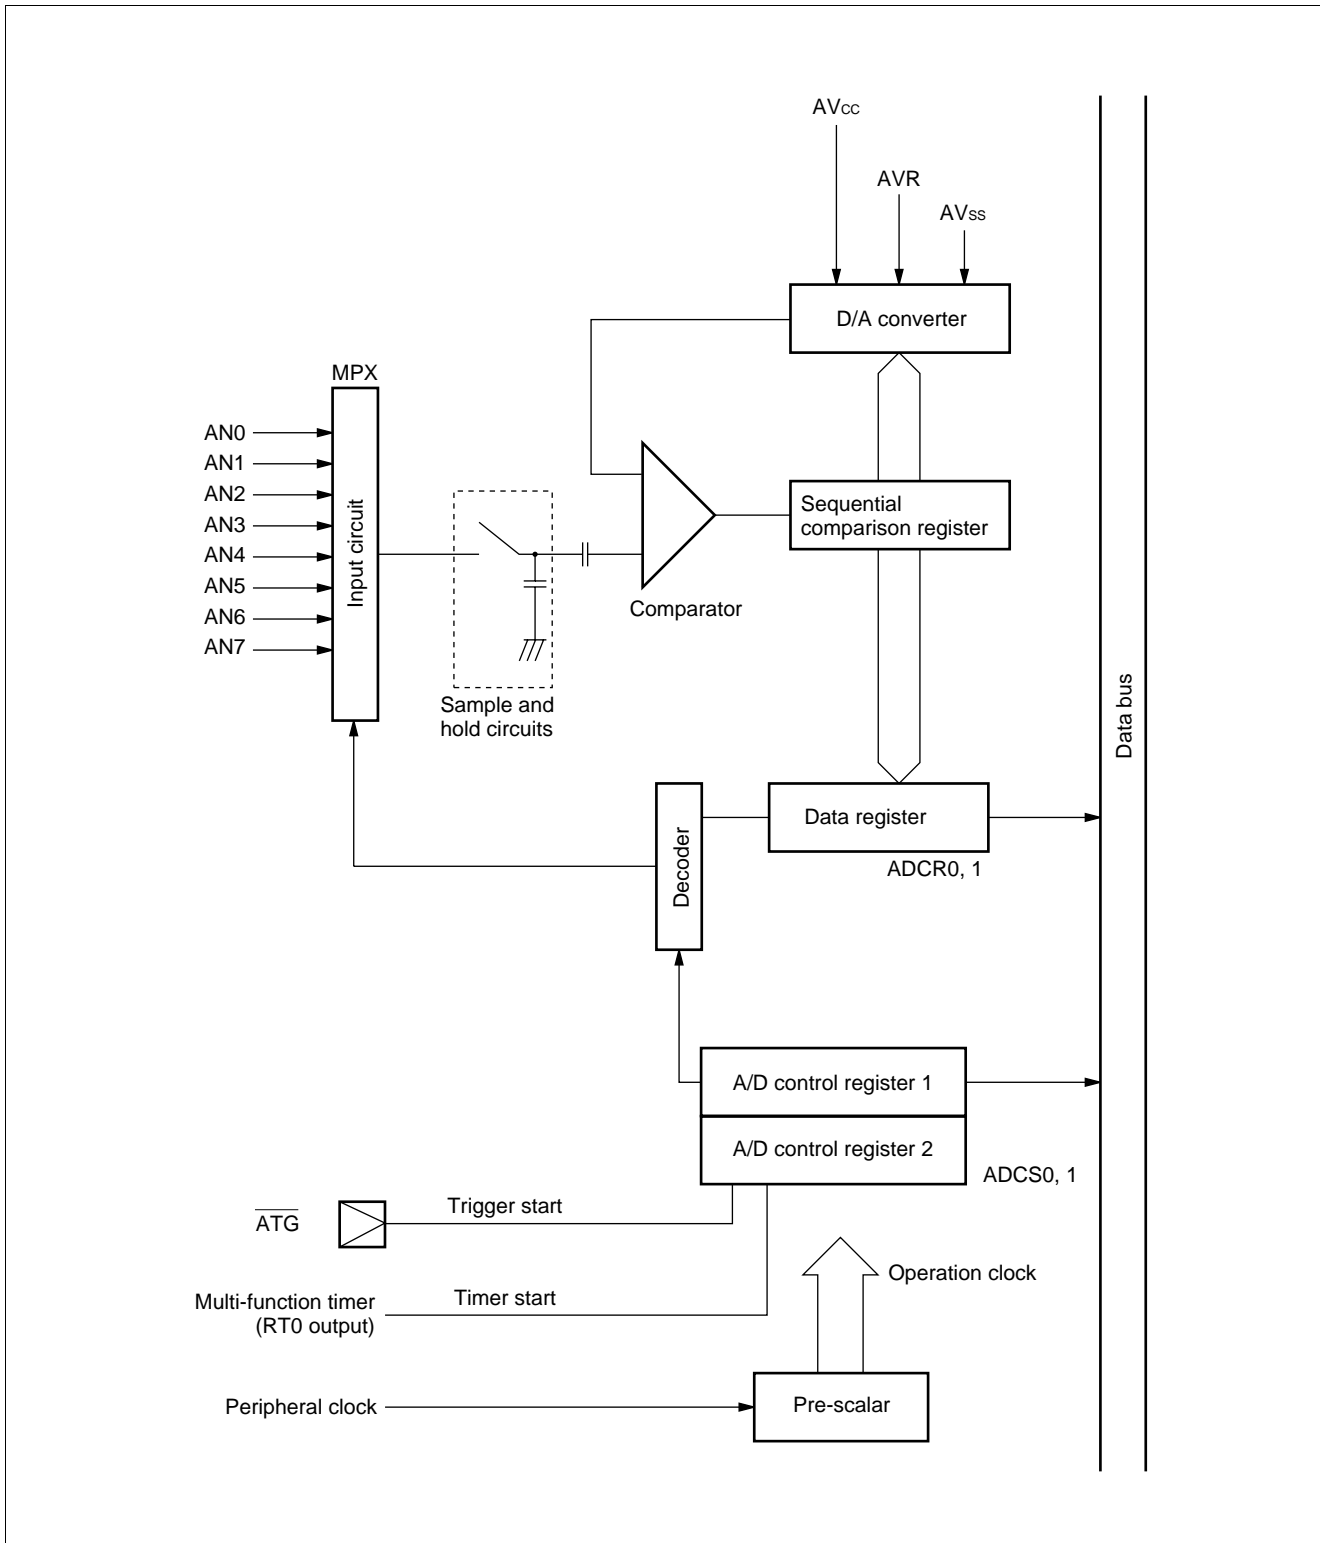 AVCC
AVR
AVSS
D/A converter
MPX
AN0
AN1
AN2
AN3
AN4
AN5
AN6
AN7
Input circuit
Sequential
comparison register
Comparator
Sample and
hold circuits
Data bus
Decoder
Data register
ADCR0, 1
A/D control register 1
A/D control register 2
ADCS0, 1
ATG
Trigger start
Operation clock
Multi-function timer
(RT0 output)
Timer start
Peripheral clock
Pre-scalar